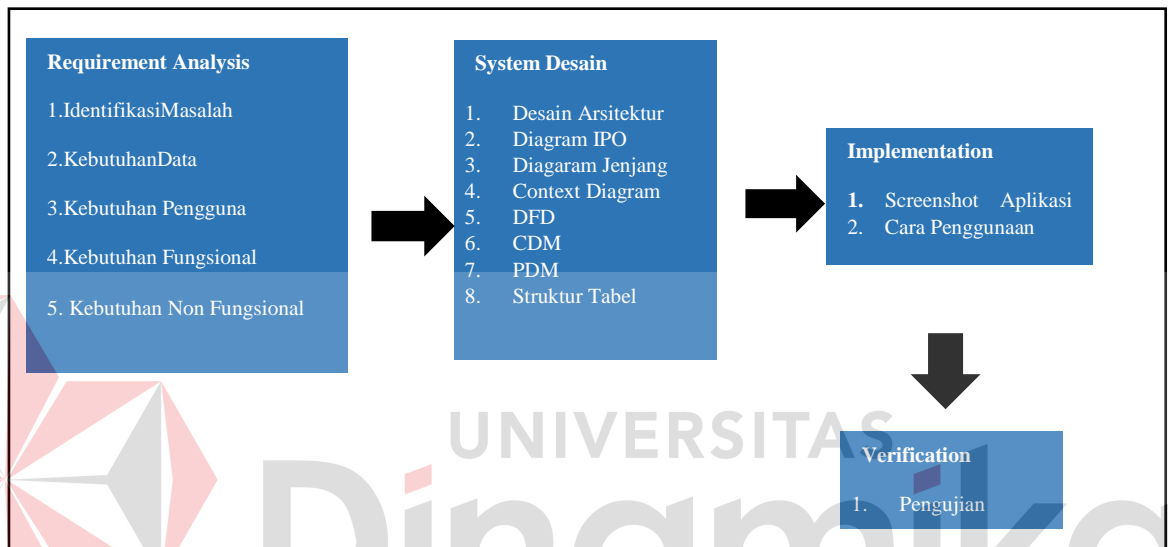 Requirement Analysis
1.IdentifikasiMasalah
2.KebutuhanData
3.Kebutuhan Pengguna
4.Kebutuhan Fungsional
5. Kebutuhan Non Fungsional
System Desain
1. Desain Arsitektur
2. Diagram IPO
3. Diagaram Jenjang
4. Context Diagram
5. DFD
6. CDM
7. PDM
8. Struktur Tabel
Implementation
1. Screenshot Aplikasi
2. Cara Penggunaan
Verification
1. Pengujian
UNIVERSITAS
Dinamika